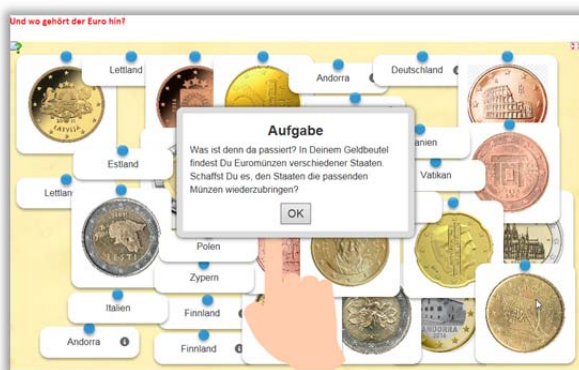 Und wo gehört der Euro hin?
Lettland
Andorra
Deutschland
Aufgabe
Was ist denn da passiert? In Deinem Geldbeutel
findest Du Euromünzen verschiedener Staaten.
Schaffst Du es, den Staaten die passenden
Münzen wiederzubringen?
OK
anien
Estland
Vatikan
Lettlan
Polen
Zypern
Italien
Finnland
Andorra
Finnland
LATVIJA
EESTI